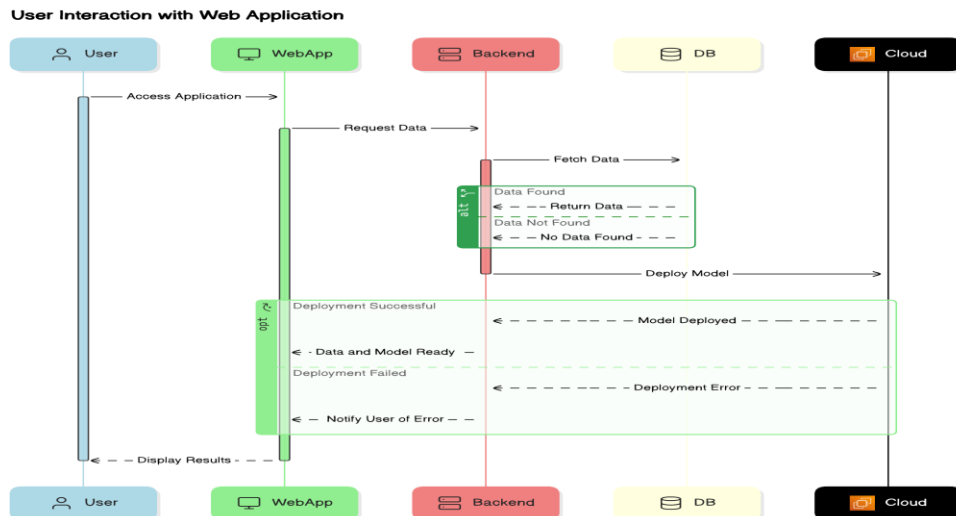 User Interaction with Web Application
User
WebApp
Backend
DB
Cloud
Access Application
Request Data
Fetch Data
alt
Data Found
Return Data
Data Not Found
No Data Found
Deploy Model
opt
Deployment Successful
Model Deployed
Data and Model Ready
Deployment Failed
Deployment Error
Notify User of Error
Display Results
User
WebApp
Backend
DB
Cloud